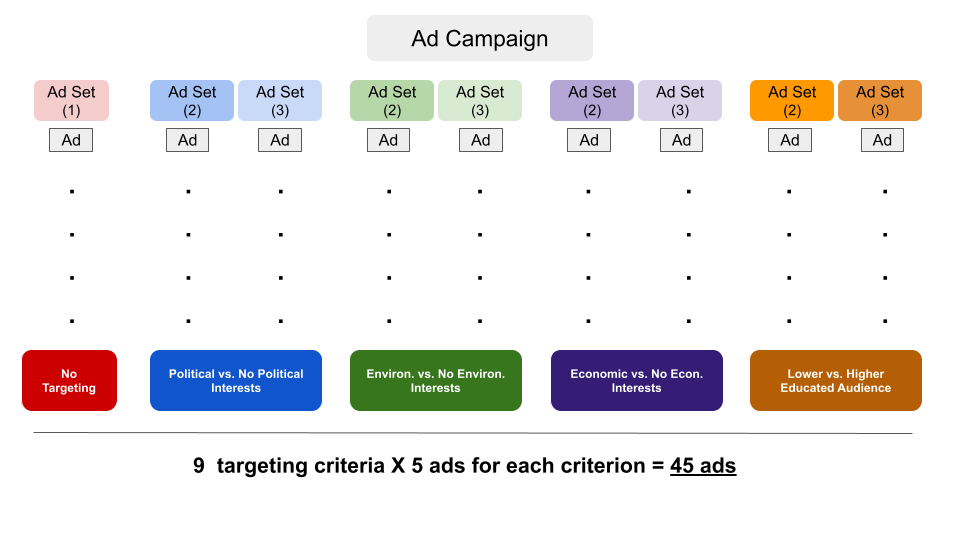 Ad Campaign
Ad Set
(1)
Ad Set
(2)
Ad Set
(3)
Ad Set
(2)
Ad Set
(3)
Ad Set
(2)
Ad Set
(3)
Ad Set
(2)
Ad Set
(3)
Ad
Ad
Ad
Ad
Ad
Ad
Ad
Ad
Ad
No
Targeting
Political vs. No Political
Interests
Environ. vs. No Environ.
Interests
Economic vs. No Econ.
Interests
Lower vs. Higher
Educated Audience
9 targeting criteria X 5 ads for each criterion = 45 ads